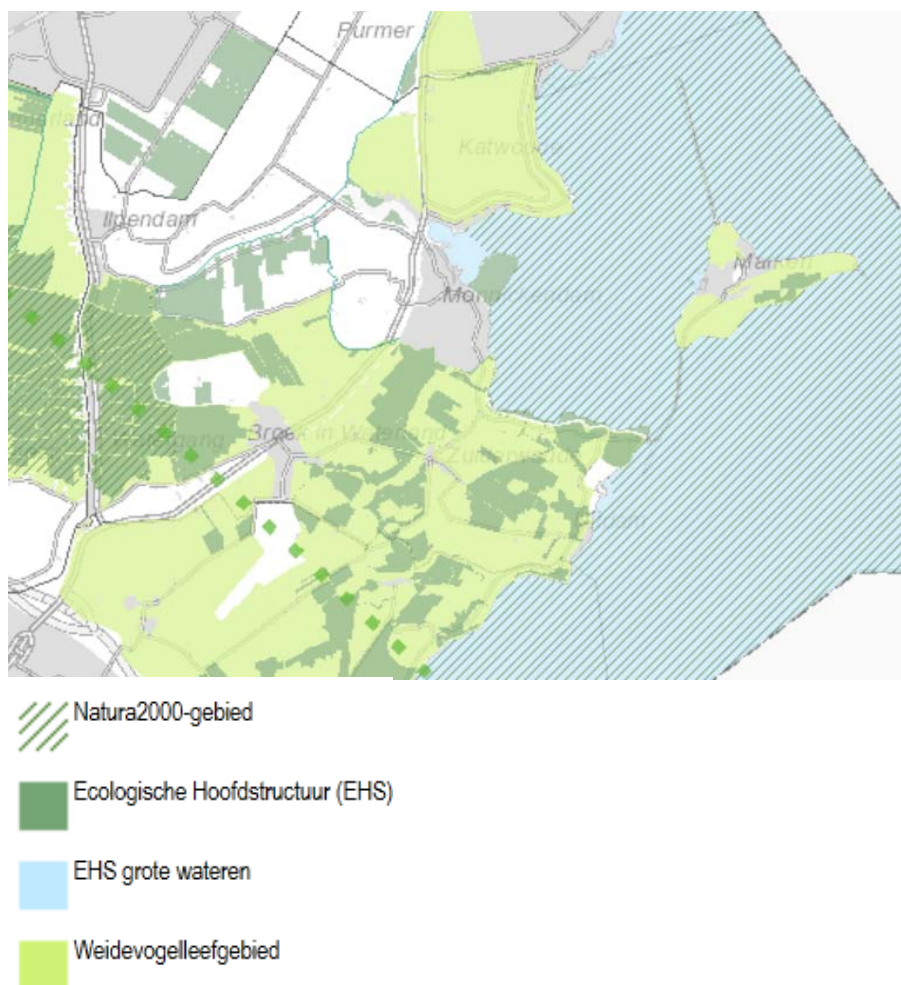 Purmer
Katwoude
Ilpendam
Marken
Broek in Waterland
Natura2000-gebied
Ecologische Hoofdstructuur (EHS)
EHS grote wateren
Weidevogelleefgebied